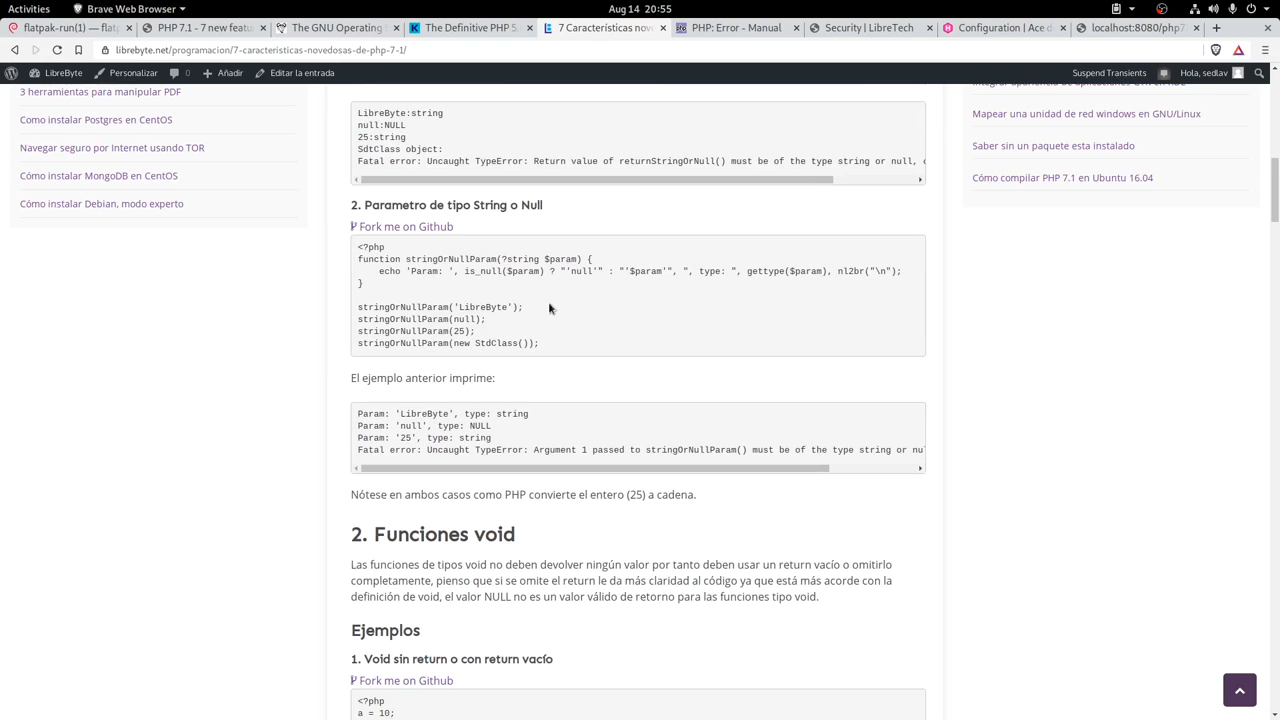 Activities
Brave Web Browser
Aug 14 20:55
flatpak-run(1) — flatp
PHP 7.1 - 7 new featu
The GNU Operating
The Definitive PHP 5.
7 Características nove
PHP: Error - Manual
Security | LibreTech
Configuration | Ace d
localhost:8080/php7
librebyte.net/programacion/7-caracteristicas-novedosas-de-php-7-1/
LibreByte
Personalizar
0
Añadir
Editar la entrada
Suspend Transients
Hola, sedlav
3 herramientas para manipular PDF
Como instalar Postgres en CentOS
Navegar seguro por Internet usando TOR
Cómo instalar MongoDB en CentOS
Cómo instalar Debian, modo experto
LibreByte:string
null:NULL
25:string
SdtClass object:
Fatal error: Uncaught TypeError: Return value of returnStringOrNull() must be of the type string or null,
2. Parametro de tipo String o Null
Fork me on Github
<?php
function stringOrNullParam(?string $param) {
echo 'Param: ', is_null($param) ? "'null'" : "'$param'", ", type: ", gettype($param), nl2br("\n");
}
stringOrNullParam('LibreByte');
stringOrNullParam(null);
stringOrNullParam(25);
stringOrNullParam(new StdClass());
El ejemplo anterior imprime:
Param: 'LibreByte', type: string
Param: 'null', type: NULL
Param: '25', type: string
Fatal error: Uncaught TypeError: Argument 1 passed to stringOrNullParam() must be of the type string or nu
Nótese en ambos casos como PHP convierte el entero (25) a cadena.
2. Funciones void
Las funciones de tipos void no deben devolver ningún valor por tanto deben usar un return vacío o omitirlo
completamente, pienso que si se omite el return le da más claridad al código ya que está más acorde con la
definición de void, el valor NULL no es un valor válido de retorno para las funciones tipo void.
Ejemplos
1. Void sin return o con return vacío
Fork me on Github
<?php
a = 10;
Mapear una unidad de red windows en GNU/Linux
Saber sin un paquete esta instalado
Cómo compilar PHP 7.1 en Ubuntu 16.04